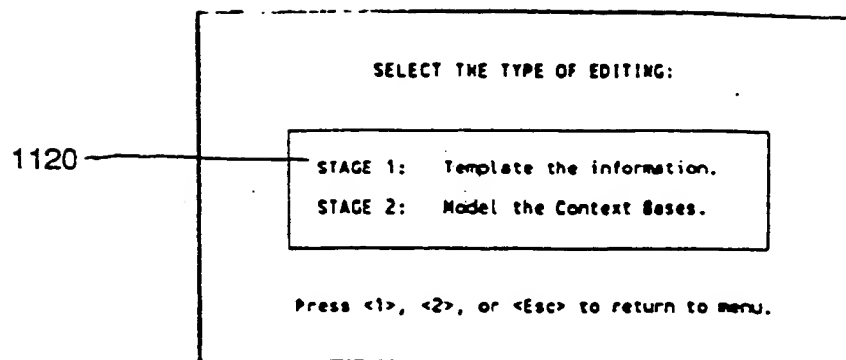 SELECT THE TYPE OF EDITING:
1120
STAGE 1: Template the information.
STAGE 2: Model the Context Bases.
Press <1>, <2>, or <Esc> to return to menu.